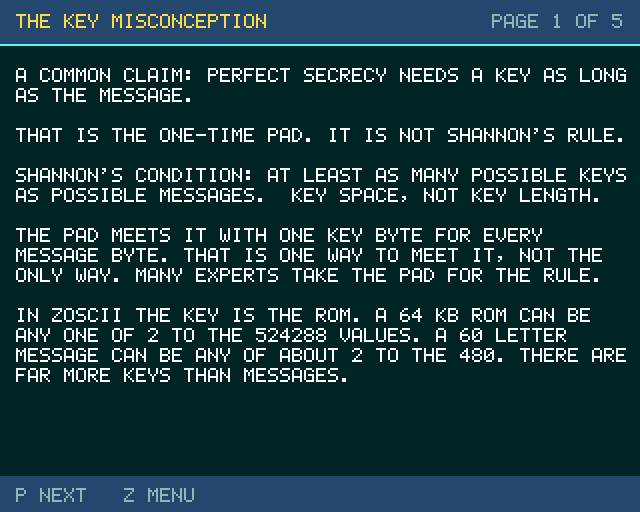 THE KEY MISCONCEPTION PAGE 1 OF 5
A COMMON CLAIM: PERFECT SECRECY NEEDS A KEY AS LONG
AS THE MESSAGE.
THAT IS THE ONE-TIME PAD. IT IS NOT SHANNON'S RULE.
SHANNON'S CONDITION: AT LEAST AS MANY POSSIBLE KEYS
AS POSSIBLE MESSAGES.  KEY SPACE, NOT KEY LENGTH.
THE PAD MEETS IT WITH ONE KEY BYTE FOR EVERY
MESSAGE BYTE. THAT IS ONE WAY TO MEET IT, NOT THE
ONLY WAY. MANY EXPERTS TAKE THE PAD FOR THE RULE.
IN ZOSCII THE KEY IS THE ROM. A 64 KB ROM CAN BE
ANY ONE OF 2 TO THE 524288 VALUES. A 60 LETTER
MESSAGE CAN BE ANY OF ABOUT 2 TO THE 480. THERE ARE
FAR MORE KEYS THAN MESSAGES.
P NEXT   Z MENU